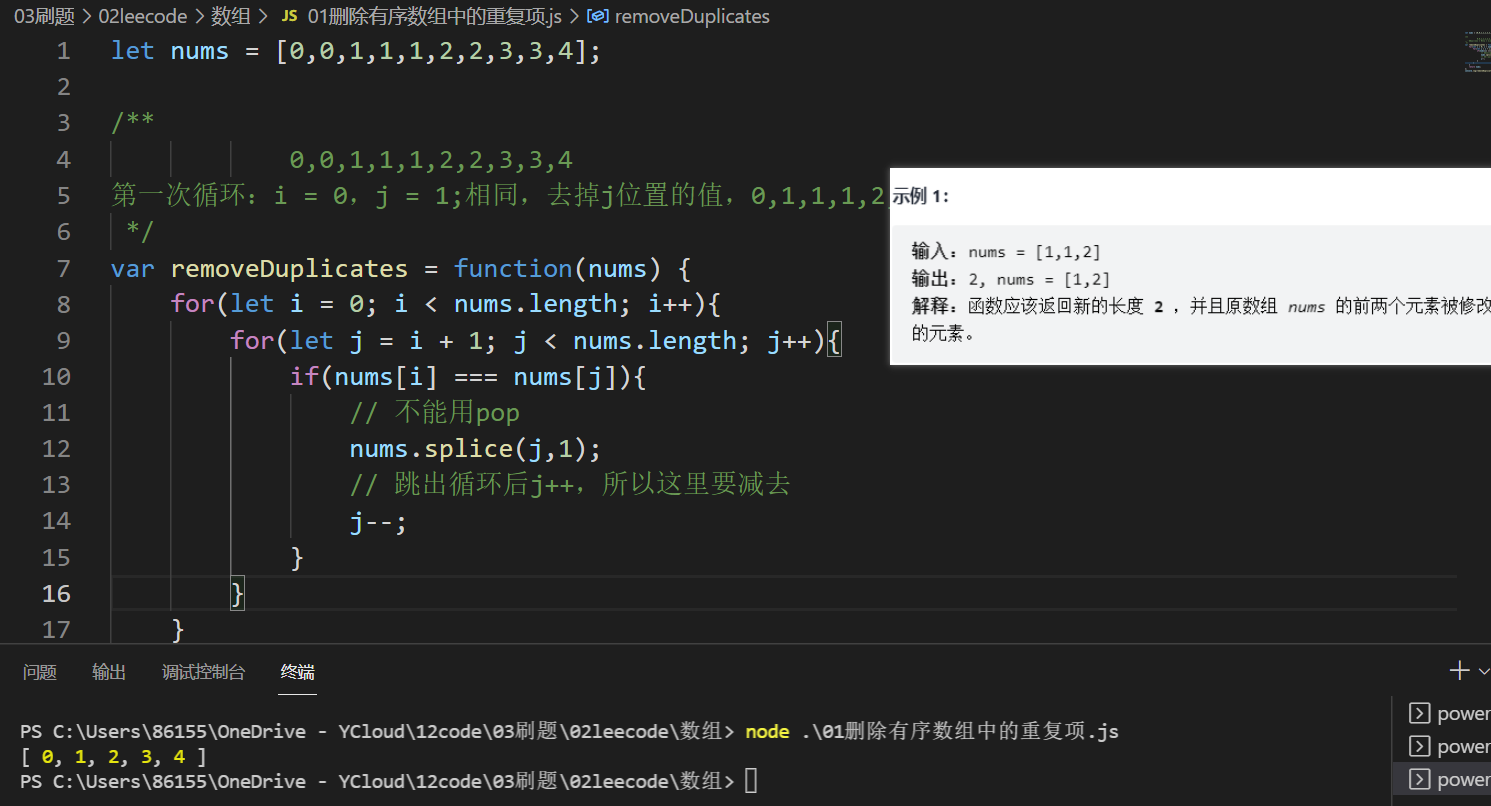 03刷题 > 02leecode > 数组 > JS 01删除有序数组中的重复项.js > removeDuplicates
1 let nums = [0,0,1,1,1,2,2,3,3,4];
2
3 /**
4 0,0,1,1,1,2,2,3,3,4
5 第一次循环：i = 0，j = 1;相同，去掉j位置的值，0,1,1,1,2
6 */
7 var removeDuplicates = function(nums) {
8 for(let i = 0; i < nums.length; i++){
9 for(let j = i + 1; j < nums.length; j++){
10 if(nums[i] === nums[j]){
11 // 不能用pop
12 nums.splice(j,1);
13 // 跳出循环后j++，所以这里要减去
14 j--;
15 }
16 }
17 }
示例 1：
输入：nums = [1,1,2]
输出：2, nums = [1,2]
解释：函数应该返回新的长度 2 ，并且原数组 nums 的前两个元素被修改
的元素。
问题 输出 调试控制台 终端
PS C:\Users\86155\OneDrive - YCloud\12code\03刷题\02leecode\数组> node .\01删除有序数组中的重复项.js
[ 0, 1, 2, 3, 4 ]
PS C:\Users\86155\OneDrive - YCloud\12code\03刷题\02leecode\数组>
power
power
power